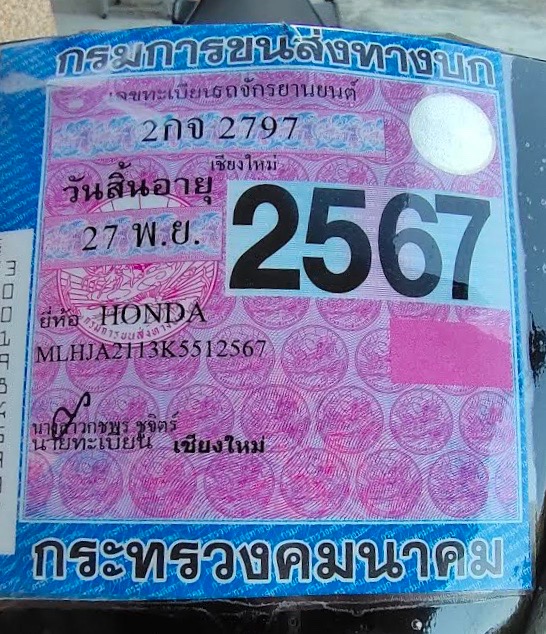 กรมการขนส่งทางบก
เลขทะเบียนรถจักรยานยนต์
2กจ 2797
เชียงใหม่
วันสิ้นอายุ
27 พ.ย.
2567
ยี่ห้อ HONDA
MLHJA2113K5512567
นายทะเบียน เชียงใหม่
กระทรวงคมนาคม